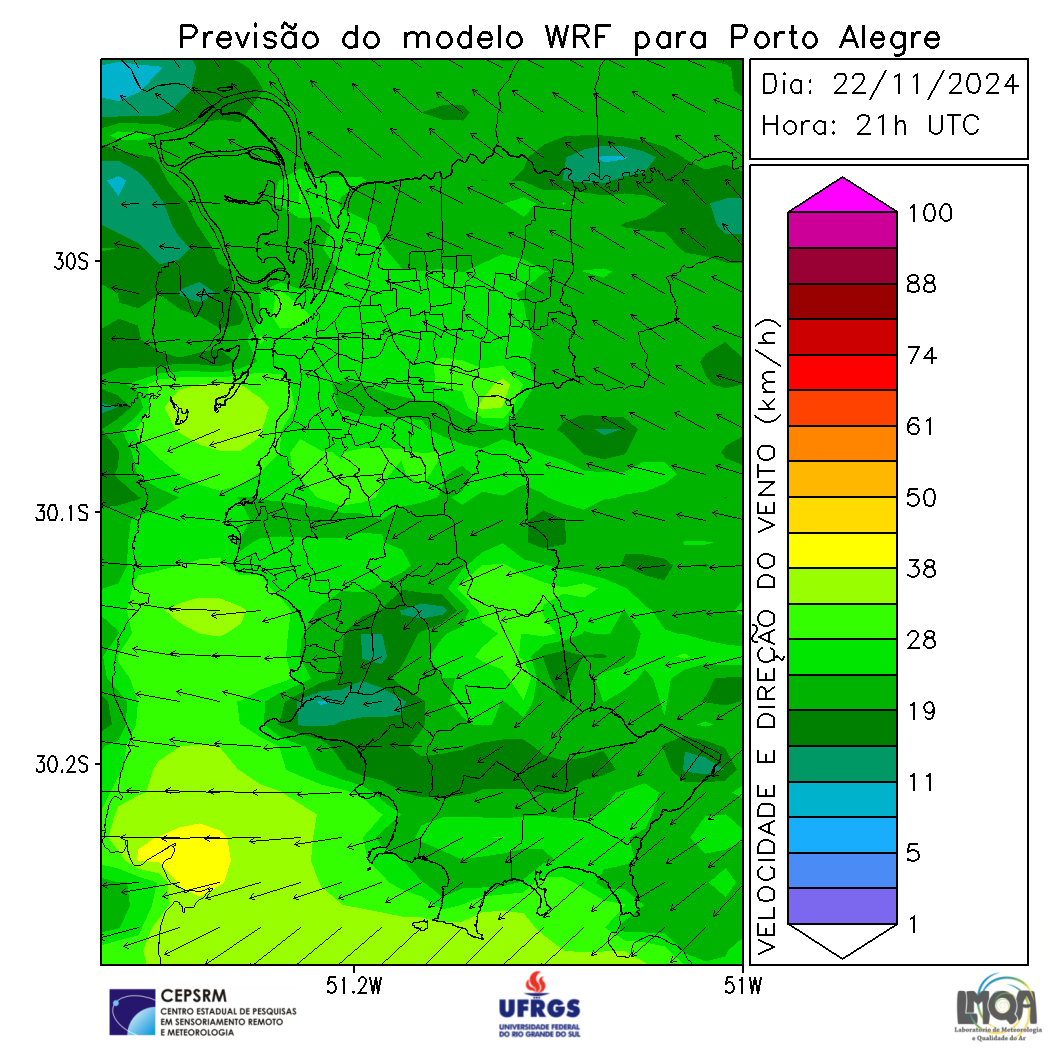 Previsão do modelo WRF para Porto Alegre
Dia: 22/11/2024
Hora: 21h UTC
30S
30.1S
30.2S
51.2W
51W
VELOCIDADE E DIREÇÃO DO VENTO (km/h)
100
88
74
61
50
38
28
19
11
5
1
CEPSRM
CENTRO ESTADUAL DE PESQUISAS
EM SENSORIAMENTO REMOTO
E METEOROLOGIA
UFRGS
UNIVERSIDADE FEDERAL
DO RIO GRANDE DO SUL
LMQA
Laboratório de Meteorologia
e Qualidade do Ar